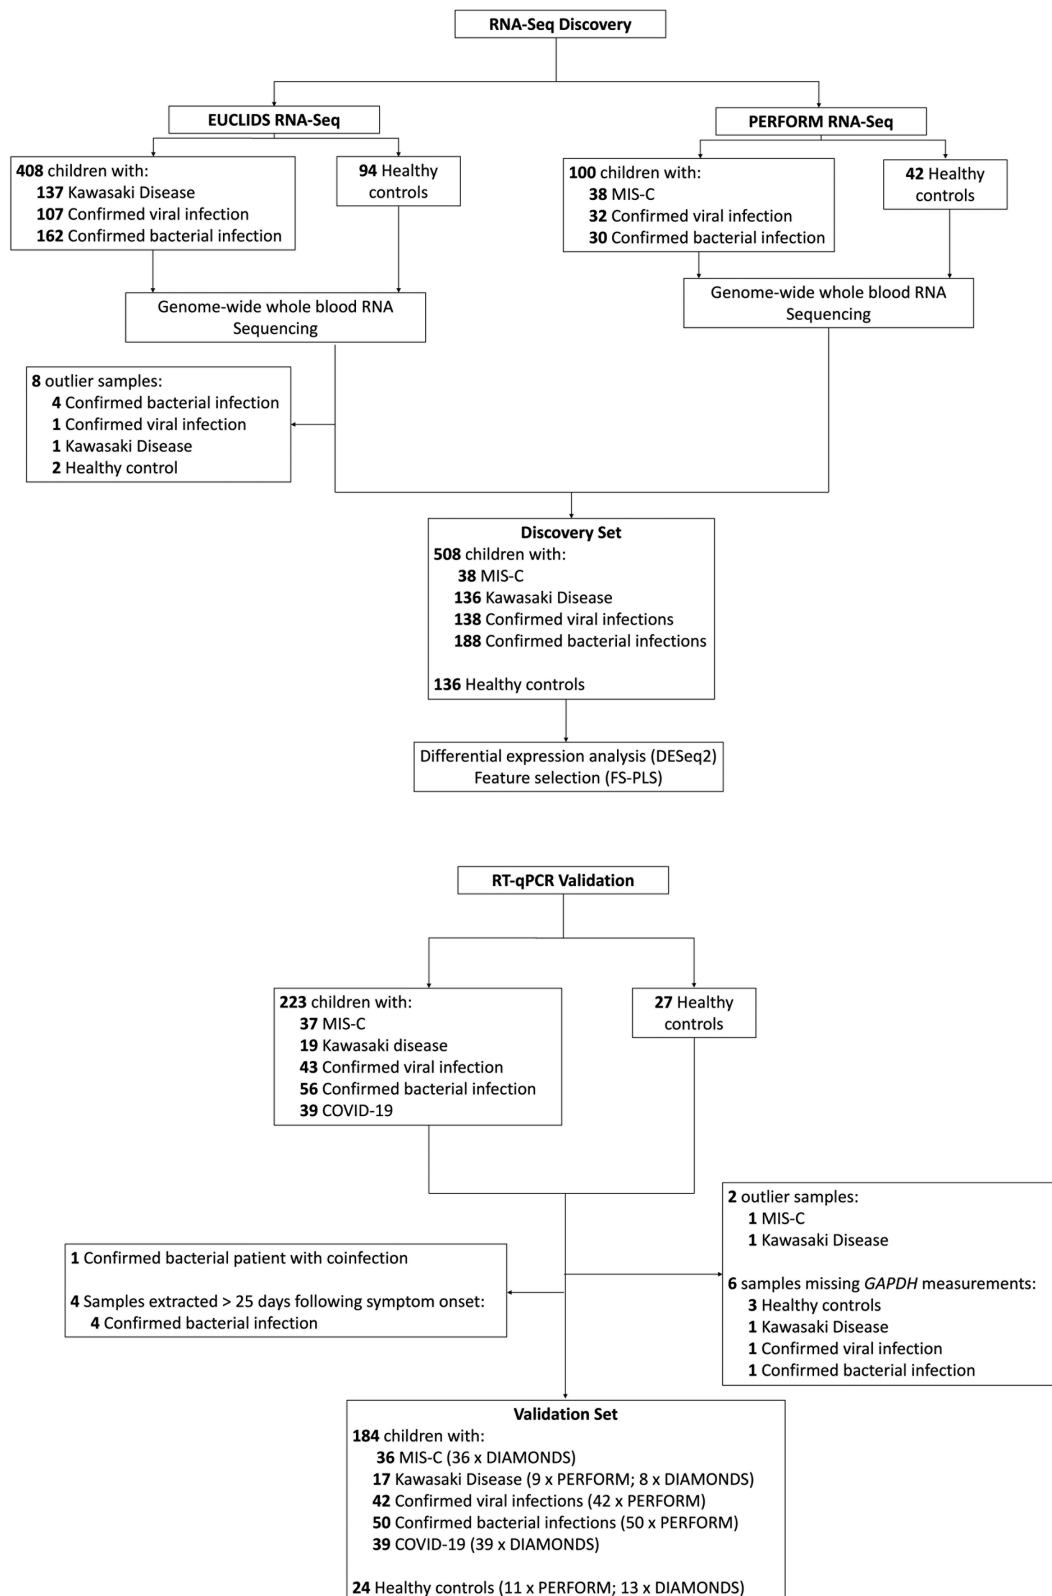 RNA-Seq Discovery
EUCLIDS RNA-Seq
408 children with:
137 Kawasaki Disease
107 Confirmed viral infection
162 Confirmed bacterial infection
94 Healthy
controls
Genome-wide whole blood RNA
Sequencing
PERFORM RNA-Seq
100 children with:
38 MIS-C
32 Confirmed viral infection
30 Confirmed bacterial infection
42 Healthy
controls
Genome-wide whole blood RNA
Sequencing
8 outlier samples:
4 Confirmed bacterial infection
1 Confirmed viral infection
1 Kawasaki Disease
2 Healthy control
Discovery Set
508 children with:
38 MIS-C
136 Kawasaki Disease
138 Confirmed viral infections
188 Confirmed bacterial infections
136 Healthy controls
Differential expression analysis (DESeq2)
Feature selection (FS-PLS)
RT-qPCR Validation
223 children with:
37 MIS-C
19 Kawasaki disease
43 Confirmed viral infection
56 Confirmed bacterial infection
39 COVID-19
27 Healthy
controls
1 Confirmed bacterial patient with coinfection
4 Samples extracted > 25 days following symptom onset:
4 Confirmed bacterial infection
2 outlier samples:
1 MIS-C
1 Kawasaki Disease
6 samples missing GAPDH measurements:
3 Healthy controls
1 Kawasaki Disease
1 Confirmed viral infection
1 Confirmed bacterial infection
Validation Set
184 children with:
36 MIS-C (36 x DIAMONDS)
17 Kawasaki Disease (9 x PERFORM; 8 x DIAMONDS)
42 Confirmed viral infections (42 x PERFORM)
50 Confirmed bacterial infections (50 x PERFORM)
39 COVID-19 (39 x DIAMONDS)
24 Healthy controls (11 x PERFORM; 13 x DIAMONDS)